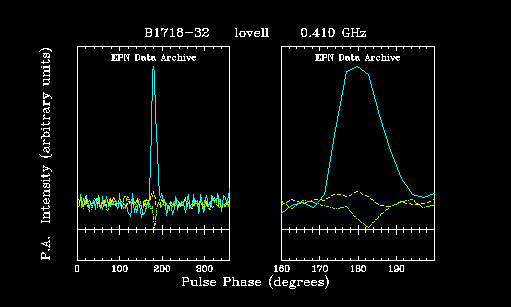 B1718-32 lovell 0.410 GHz
EPN Data Archive EPN Data Archive
P.A. Intensity (arbitrary units)
0 100 200 300 160 170 180 190
Pulse Phase (degrees)